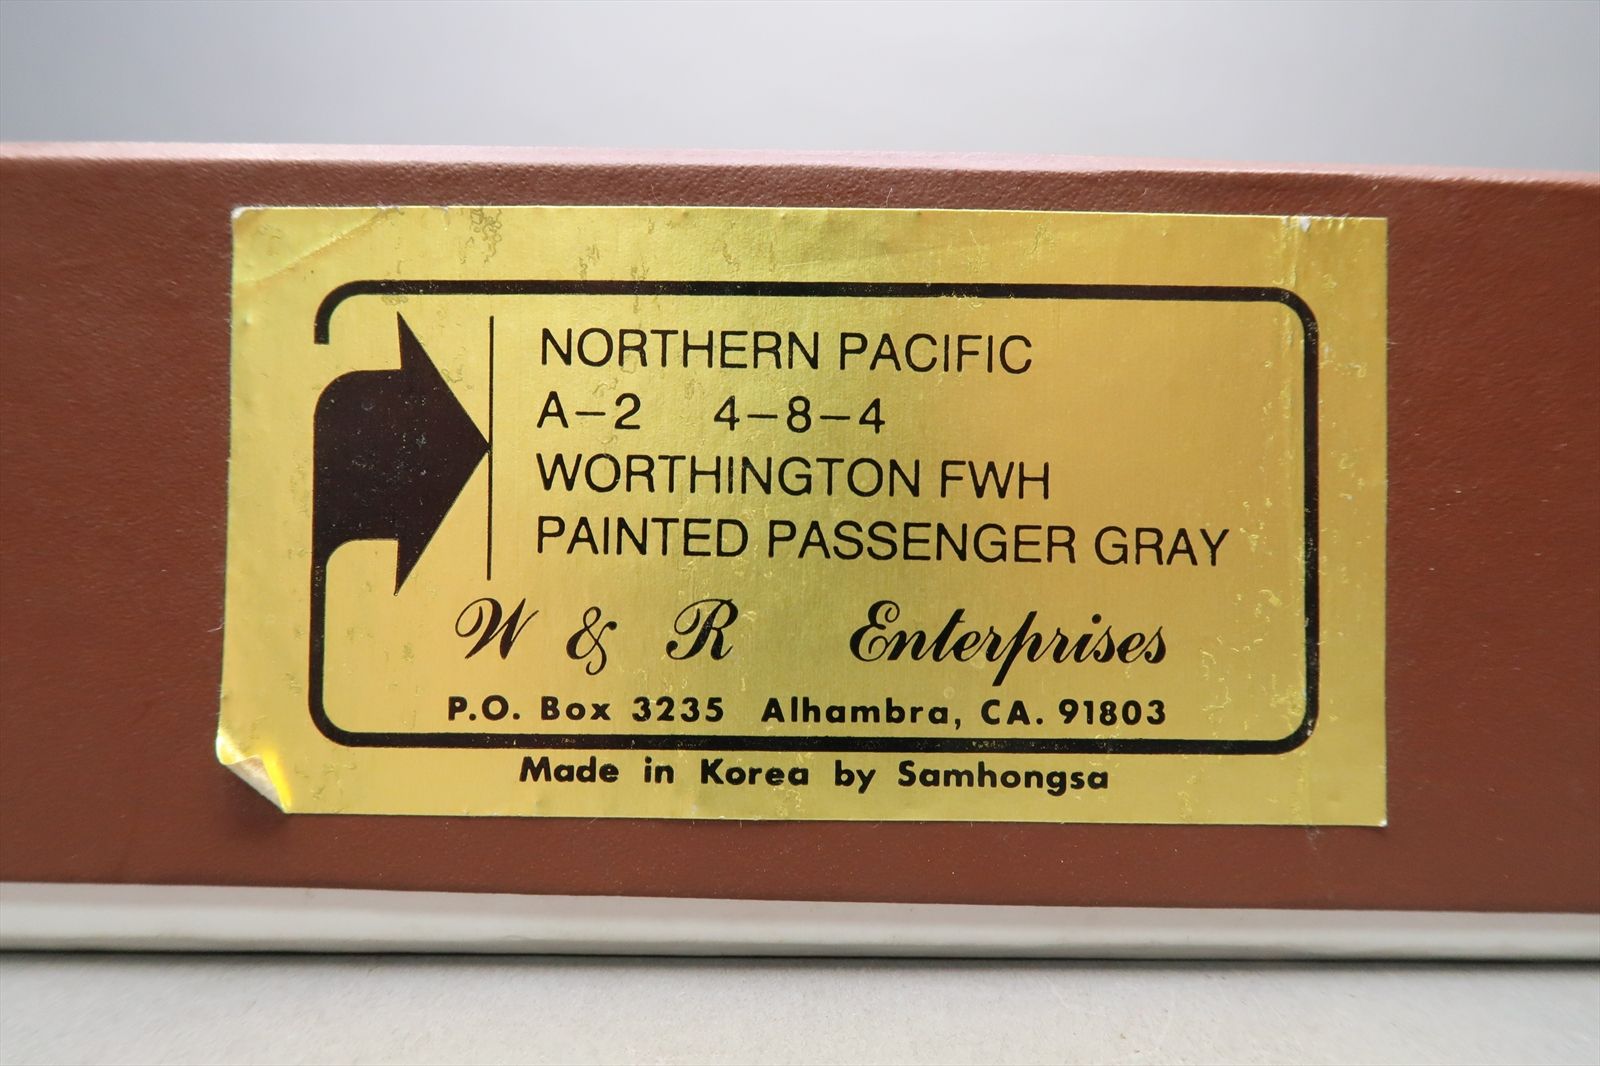 NORTHERN PACIFIC
A-2 4-8-4
WORTHINGTON FWH
PAINTED PASSENGER GRAY
W & R Enterprises
P.O. Box 3235 Alhambra, CA. 91803
Made in Korea by Samhongsa